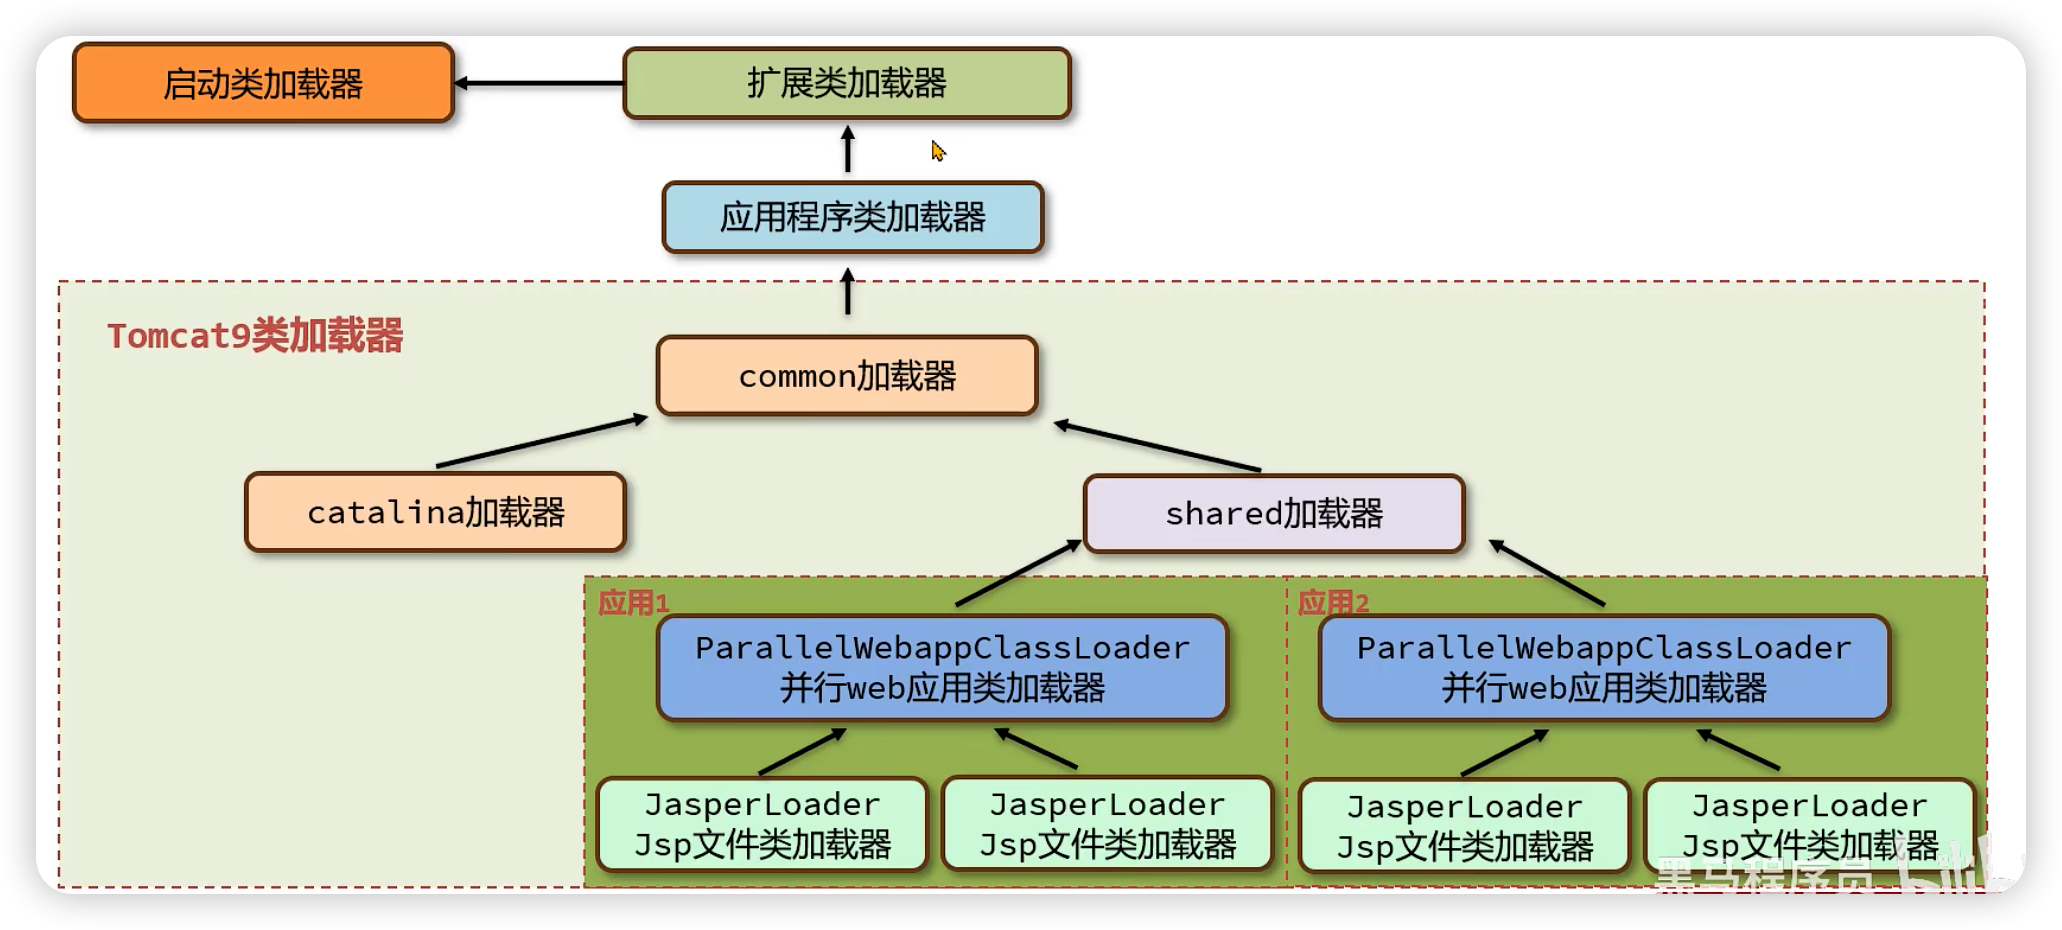 启动类加载器
扩展类加载器
应用程序类加载器
Tomcat9类加载器
common加载器
catalina加载器
shared加载器
应用1
应用2
ParallelWebappClassLoader
并行web应用类加载器
ParallelWebappClassLoader
并行web应用类加载器
JasperLoader
Jsp文件类加载器
JasperLoader
Jsp文件类加载器
JasperLoader
Jsp文件类加载器
JasperLoader
Jsp文件类加载器
黑马程序员